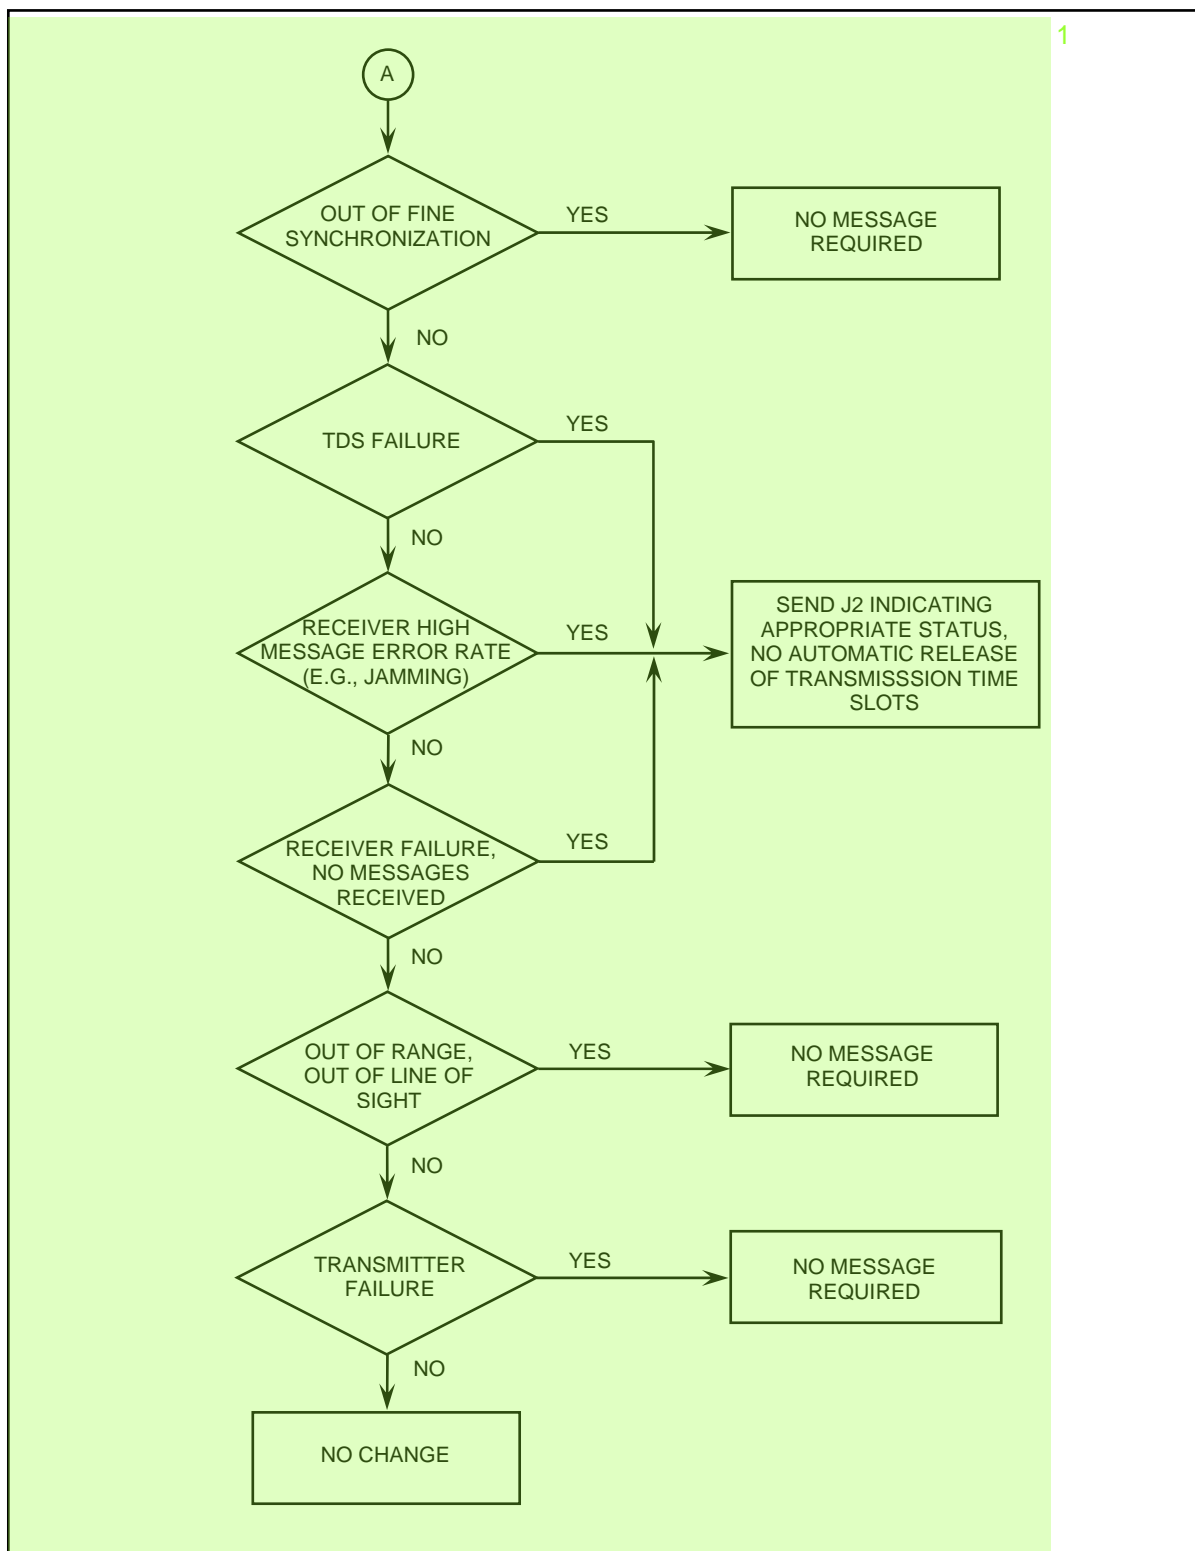 1
A
OUT OF FINE
SYNCHRONIZATION
YES
NO MESSAGE
REQUIRED
NO
TDS FAILURE
YES
NO
RECEIVER HIGH
MESSAGE ERROR RATE
(E.G., JAMMING)
YES
SEND J2 INDICATING
APPROPRIATE STATUS,
NO AUTOMATIC RELEASE
OF TRANSMISSSION TIME
SLOTS
NO
RECEIVER FAILURE,
NO MESSAGES
RECEIVED
YES
NO
OUT OF RANGE,
OUT OF LINE OF
SIGHT
YES
NO MESSAGE
REQUIRED
NO
TRANSMITTER
FAILURE
YES
NO MESSAGE
REQUIRED
NO
NO CHANGE